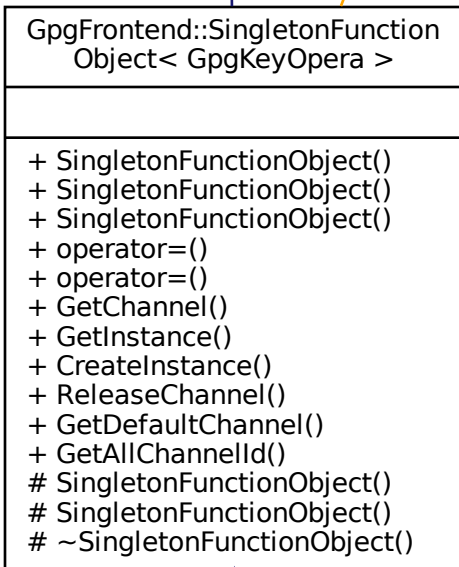 GpgFrontend::SingletonFunction
Object< GpgKeyOpera >
+ SingletonFunctionObject()
+ SingletonFunctionObject()
+ SingletonFunctionObject()
+ operator=()
+ operator=()
+ GetChannel()
+ GetInstance()
+ CreateInstance()
+ ReleaseChannel()
+ GetDefaultChannel()
+ GetAllChannelId()
# SingletonFunctionObject()
# SingletonFunctionObject()
# ~SingletonFunctionObject()